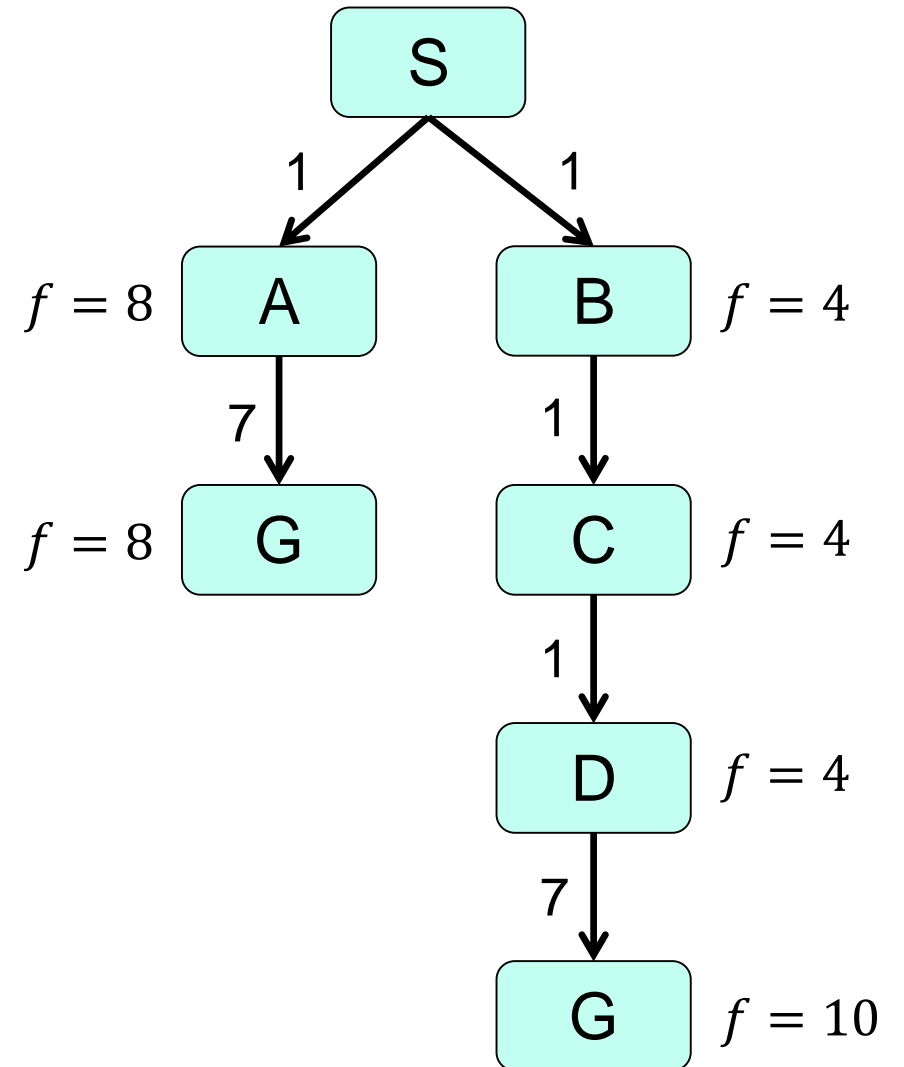 S
1 1
f = 8 A B f = 4
7 1
f = 8 G C f = 4
1
D f = 4
7
G f = 10